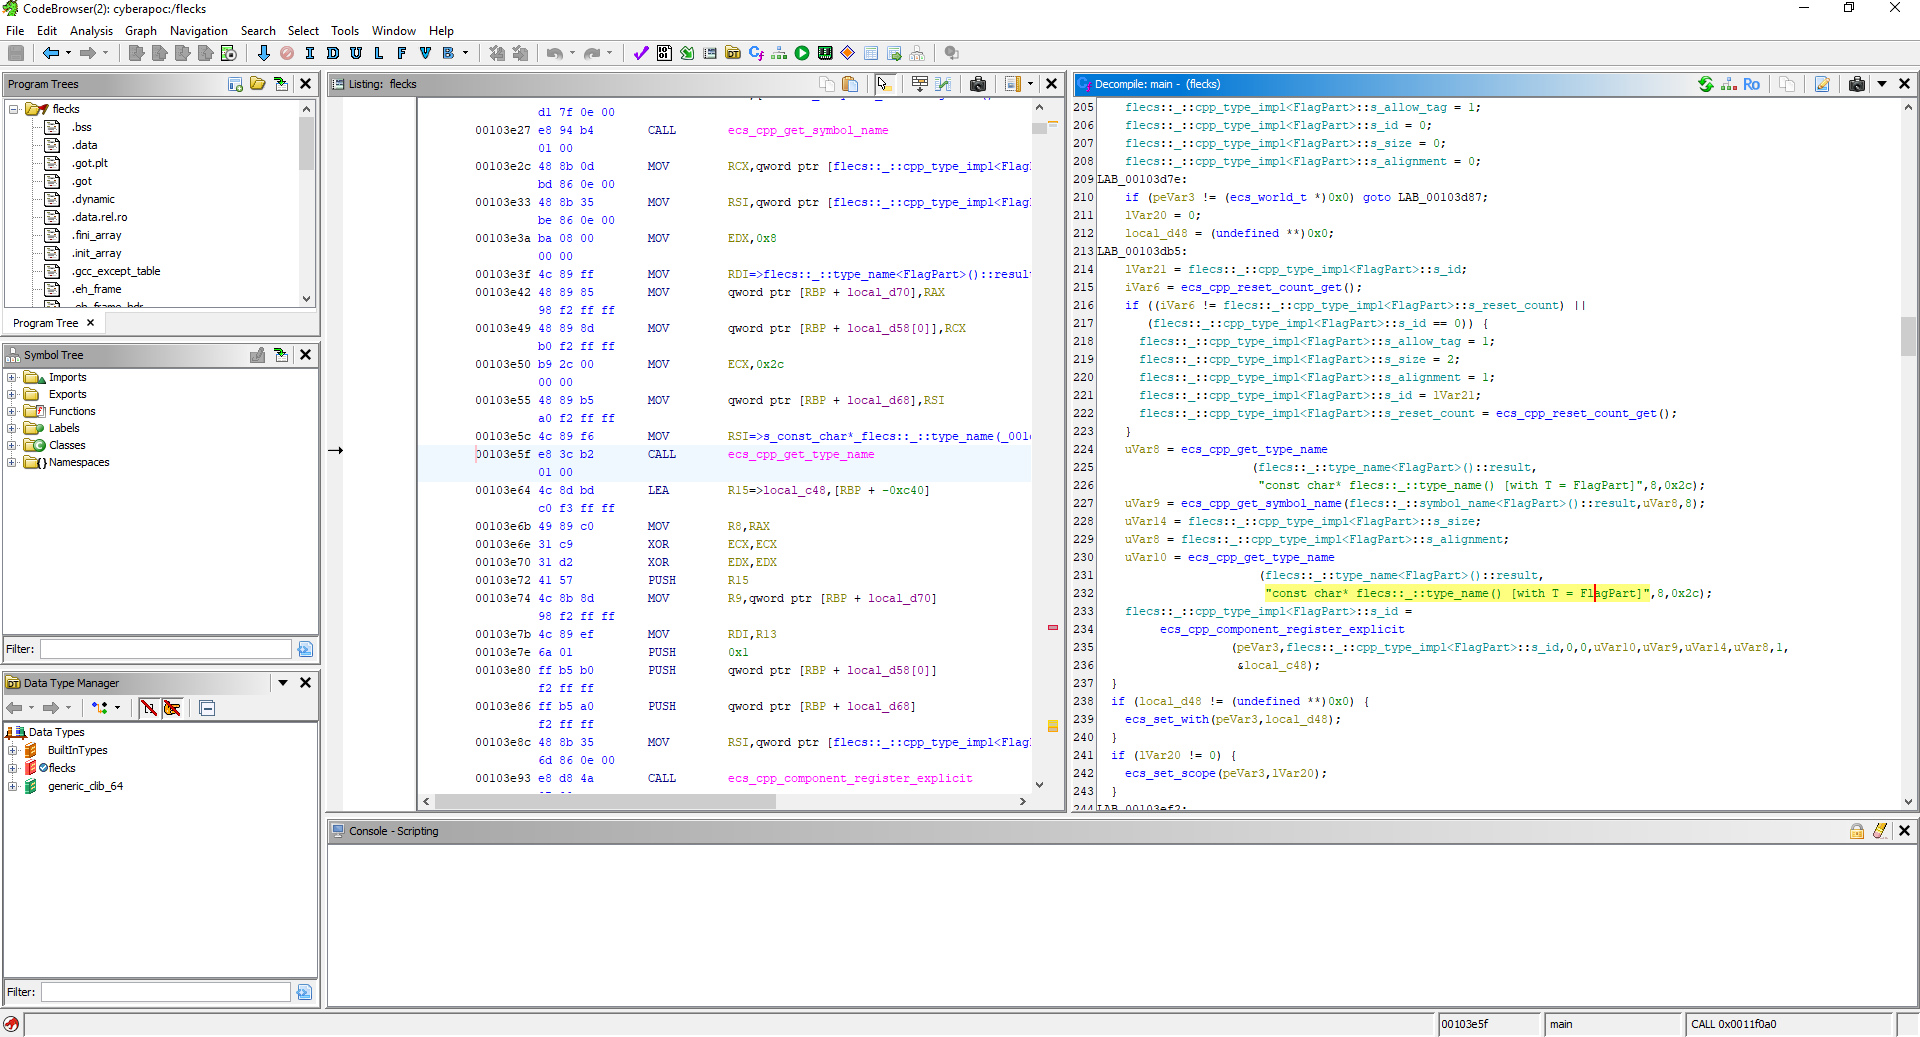 CodeBrowser(2): cyberapoc:/flecks
File Edit Analysis Graph Navigation Search Select Tools Window Help
I D U L F V B
Program Trees
flecks
.bss
.data
.got.plt
.got
.dynamic
.data.rel.ro
.fini_array
.init_array
.gcc_except_table
.eh_frame
.eh_frame_hdr
Program Tree
Symbol Tree
Imports
Exports
Functions
Labels
Classes
Namespaces
Filter:
Data Type Manager
Data Types
BuiltInTypes
flecks
generic_clib_64
Filter:
Listing: flecks
d1 7f 0e 00
00103e27 e8 94 b4 CALL ecs_cpp_get_symbol_name
01 00
00103e2c 48 8b 0d MOV RCX,qword ptr [flecs::_::cpp_type_impl<Flag
bd 86 0e 00
00103e33 48 8b 35 MOV RSI,qword ptr [flecs::_::cpp_type_impl<Flag
be 86 0e 00
00103e3a ba 08 00 MOV EDX,0x8
00 00
00103e3f 4c 89 ff MOV RDI=>flecs::_::type_name<FlagPart>()::resul
00103e42 48 89 85 MOV qword ptr [RBP + local_d70],RAX
98 f2 ff ff
00103e49 48 89 8d MOV qword ptr [RBP + local_d58[0]],RCX
b0 f2 ff ff
00103e50 b9 2c 00 MOV ECX,0x2c
00 00
00103e55 48 89 b5 MOV qword ptr [RBP + local_d68],RSI
a0 f2 ff ff
00103e5c 4c 89 f6 MOV RSI=>s_const_char*_flecs::_::type_name(_001
00103e5f e8 3c b2 CALL ecs_cpp_get_type_name
01 00
00103e64 4c 8d bd LEA R15=>local_c48,[RBP + -0xc40]
c0 f3 ff ff
00103e6b 49 89 c0 MOV R8,RAX
00103e6e 31 c9 XOR ECX,ECX
00103e70 31 d2 XOR EDX,EDX
00103e72 41 57 PUSH R15
00103e74 4c 8b 8d MOV R9,qword ptr [RBP + local_d70]
98 f2 ff ff
00103e7b 4c 89 ef MOV RDI,R13
00103e7e 6a 01 PUSH 0x1
00103e80 ff b5 b0 PUSH qword ptr [RBP + local_d58[0]]
f2 ff ff
00103e86 ff b5 a0 PUSH qword ptr [RBP + local_d68]
f2 ff ff
00103e8c 48 8b 35 MOV RSI,qword ptr [flecs::_::cpp_type_impl<Flag
6d 86 0e 00
00103e93 e8 d8 4a CALL ecs_cpp_component_register_explicit
Decompile: main - (flecks)
205 flecs::_::cpp_type_impl<FlagPart>::s_allow_tag = 1;
206 flecs::_::cpp_type_impl<FlagPart>::s_id = 0;
207 flecs::_::cpp_type_impl<FlagPart>::s_size = 0;
208 flecs::_::cpp_type_impl<FlagPart>::s_alignment = 0;
209 LAB_00103d7e:
210 if (peVar3 != (ecs_world_t *)0x0) goto LAB_00103d87;
211 lVar20 = 0;
212 local_d48 = (undefined **)0x0;
213 LAB_00103db5:
214 lVar21 = flecs::_::cpp_type_impl<FlagPart>::s_id;
215 iVar6 = ecs_cpp_reset_count_get();
216 if ((iVar6 != flecs::_::cpp_type_impl<FlagPart>::s_reset_count) ||
217 (flecs::_::cpp_type_impl<FlagPart>::s_id == 0)) {
218 flecs::_::cpp_type_impl<FlagPart>::s_allow_tag = 1;
219 flecs::_::cpp_type_impl<FlagPart>::s_size = 2;
220 flecs::_::cpp_type_impl<FlagPart>::s_alignment = 1;
221 flecs::_::cpp_type_impl<FlagPart>::s_id = lVar21;
222 flecs::_::cpp_type_impl<FlagPart>::s_reset_count = ecs_cpp_reset_count_get();
223 }
224 uVar8 = ecs_cpp_get_type_name
225 (flecs::_::type_name<FlagPart>()::result,
226 "const char* flecs::_::type_name() [with T = FlagPart]",8,0x2c);
227 uVar9 = ecs_cpp_get_symbol_name(flecs::_::symbol_name<FlagPart>()::result,uVar8,8);
228 uVar14 = flecs::_::cpp_type_impl<FlagPart>::s_size;
229 uVar8 = flecs::_::cpp_type_impl<FlagPart>::s_alignment;
230 uVar10 = ecs_cpp_get_type_name
231 (flecs::_::type_name<FlagPart>()::result,
232 "const char* flecs::_::type_name() [with T = FlagPart]",8,0x2c);
233 flecs::_::cpp_type_impl<FlagPart>::s_id =
234 ecs_cpp_component_register_explicit
235 (peVar3,flecs::_::cpp_type_impl<FlagPart>::s_id,0,0,uVar10,uVar9,uVar14,uVar8,1,
236 &local_c48);
237 }
238 if (local_d48 != (undefined **)0x0) {
239 ecs_set_with(peVar3,local_d48);
240 }
241 if (lVar20 != 0) {
242 ecs_set_scope(peVar3,lVar20);
243 }
244 LAB_00103ef2:
Console - Scripting
00103e5f main CALL 0x0011f0a0